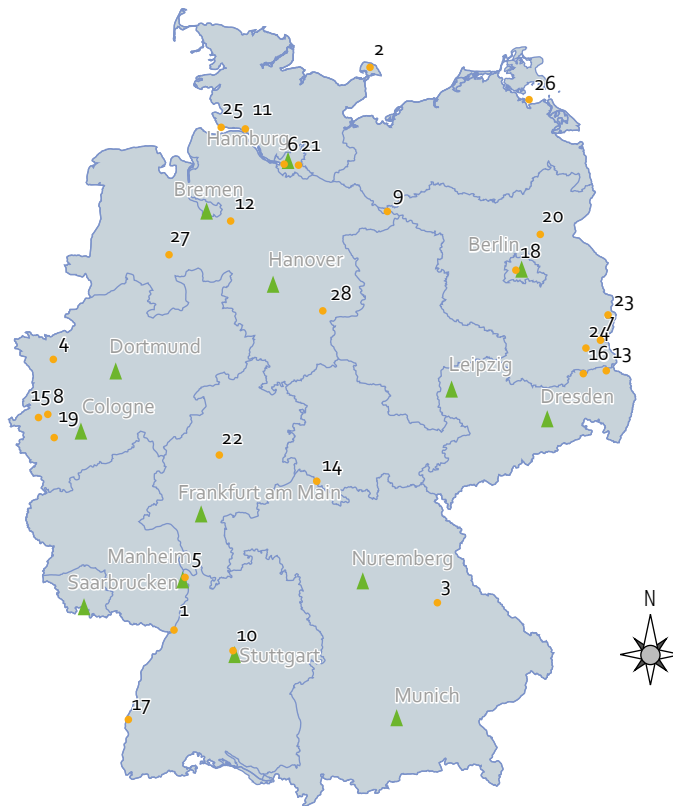 2
26
25 11
Hamburg
6 21
Bremen
9
12
20
Berlin
18
27
Hanover
28
23
7
24
4
Dortmund
16 13
Leipzig
15 8
Cologne
Dresden
19
22
14
Frankfurt am Main
Manheim
5
Nuremberg
Saarbrucken
3
N
1
10
Stuttgart
17
Munich